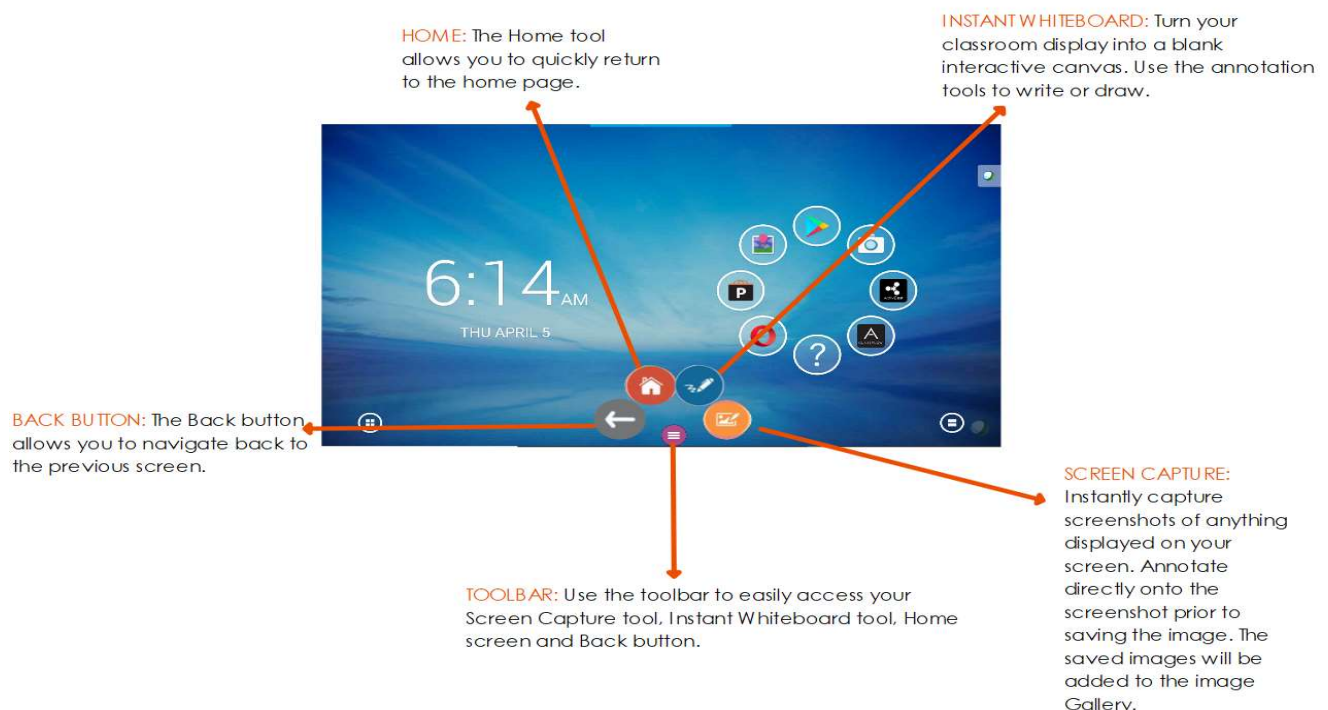 HOME: The Home tool
allows you to quickly return
to the home page.
INSTANT WHITEBOARD: Turn your
classroom display into a blank
interactive canvas. Use the annotation
tools to write or draw.
6:14 AM
THU APRIL 5
P
A
?
BACK BUTTON: The Back button
allows you to navigate back to
the previous screen.
SCREEN CAPTURE:
Instantly capture
screenshots of anything
displayed on your
screen. Annotate
directly onto the
screenshot prior to
saving the image. The
saved images will be
added to the image
Gallery.
TOOLBAR: Use the toolbar to easily access your
Screen Capture tool, Instant Whiteboard tool, Home
screen and Back button.